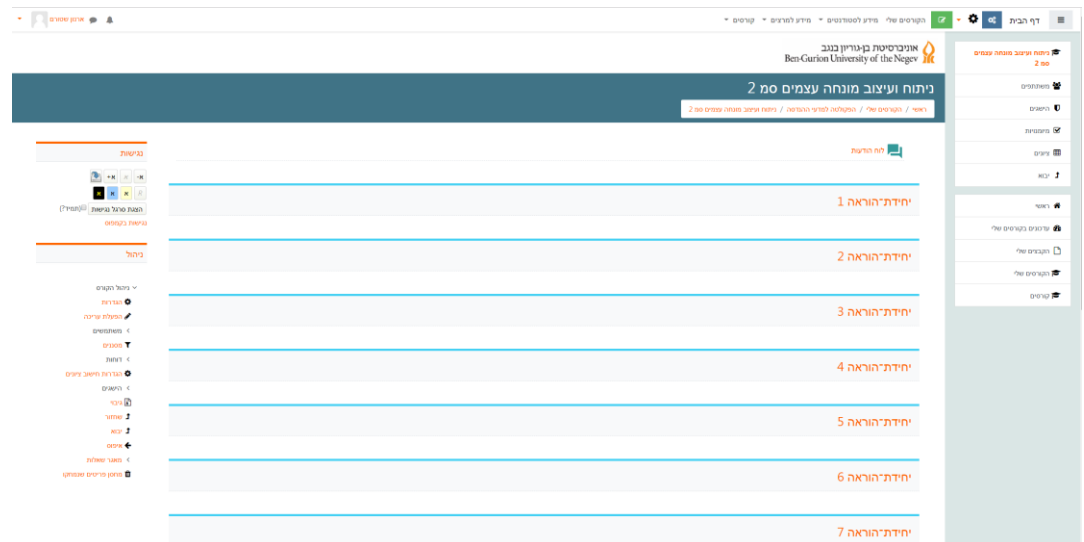 דף הבית
הקורסים שלי
מידע לסטודנטים
מידע למרצים
קורסים
ארנון שטורם
אוניברסיטת בן-גוריון בנגב
Ben-Gurion University of the Negev
ניתוח ועיצוב מונחה עצמים סמ 2
ראשי / הקורסים שלי / הפקולטה למדעי ההנדסה / ניתוח ועיצוב מונחה עצמים סמ 2
ניתוח ועיצוב מונחה עצמים
סמ 2
משתתפים
הישגים
מיומנויות
ציונים
יבוא
ראשי
עדכונים בקורסים שלי
הקבצים שלי
הקורסים שלי
קורסים
לוח הודעות
יחידת־הוראה 1
יחידת־הוראה 2
יחידת־הוראה 3
יחידת־הוראה 4
יחידת־הוראה 5
יחידת־הוראה 6
יחידת־הוראה 7
נגישות
א- א א+
א א א א
הצגת סרגל נגישות (תמיד?)
נגישות בקמפוס
ניהול
ניהול הקורס
הגדרות
הפעלת עריכה
משתמשים
מסננים
דוחות
הגדרות חישוב ציונים
הישגים
גיבוי
שחזור
יבוא
איפוס
מאגר שאלות
מחסן פריטים שנמחקו